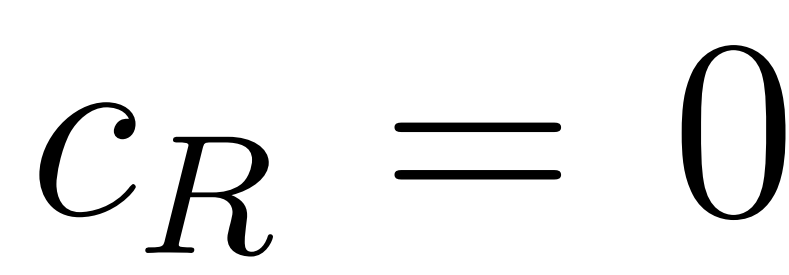 c_R = 0